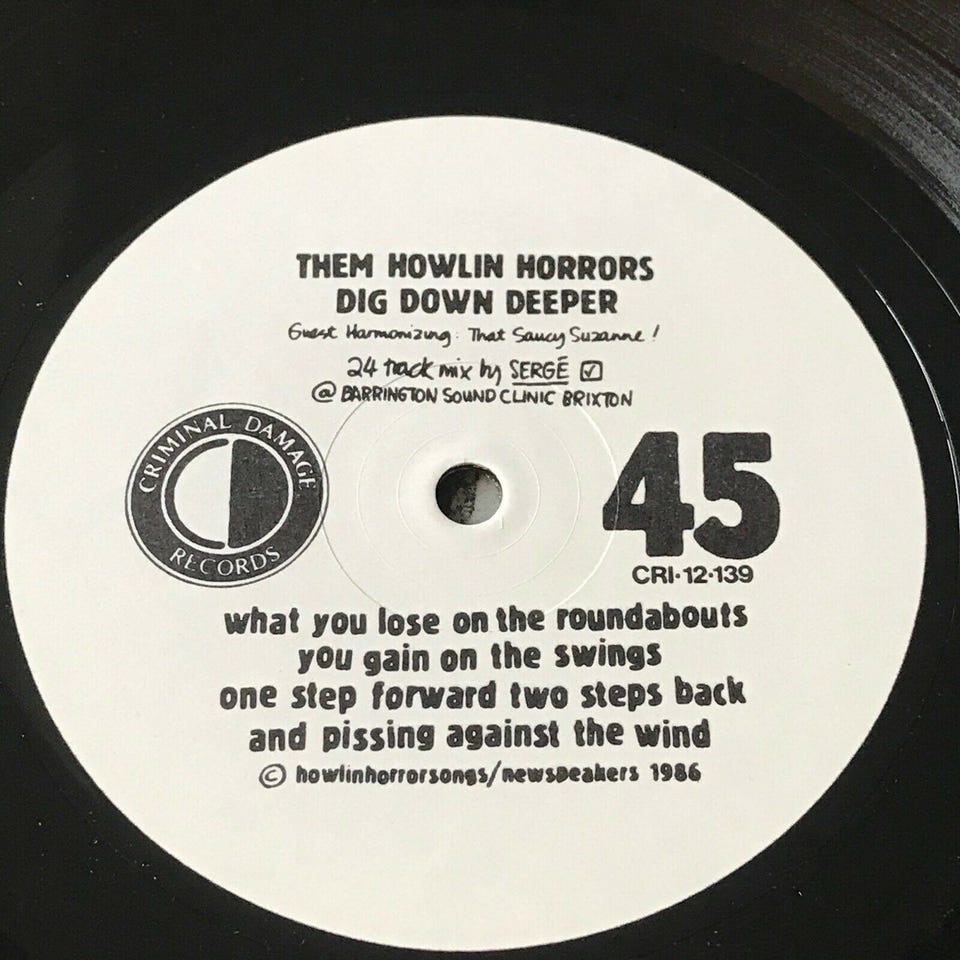 THEM HOWLIN HORRORS
DIG DOWN DEEPER
Guest Harmonizing: That Saucy Suzanne!
24 track mix by SERGÉ ☑
@ BARRINGTON SOUND CLINIC BRIXTON
CRIMINAL DAMAGE
RECORDS
45
CRI·12·139
what you lose on the roundabouts
you gain on the swings
one step forward two steps back
and pissing against the wind
© howlinhorrorsongs/newspeakers 1986